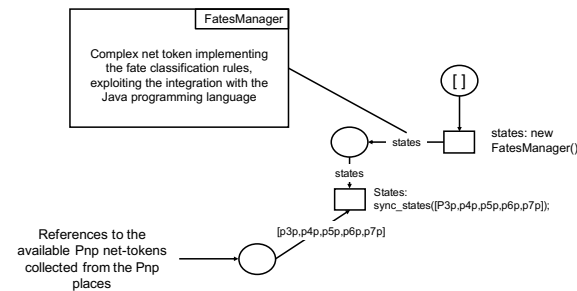 FatesManager
Complex net token implementing
the fate classification rules,
exploiting the integration with the
Java programming language
[ ]
states: new
FatesManager()
states
states
States:
sync_states([P3p,p4p,p5p,p6p,p7p]);
[p3p,p4p,p5p,p6p,p7p]
References to the
available Pnp net-tokens
collected from the Pnp
places